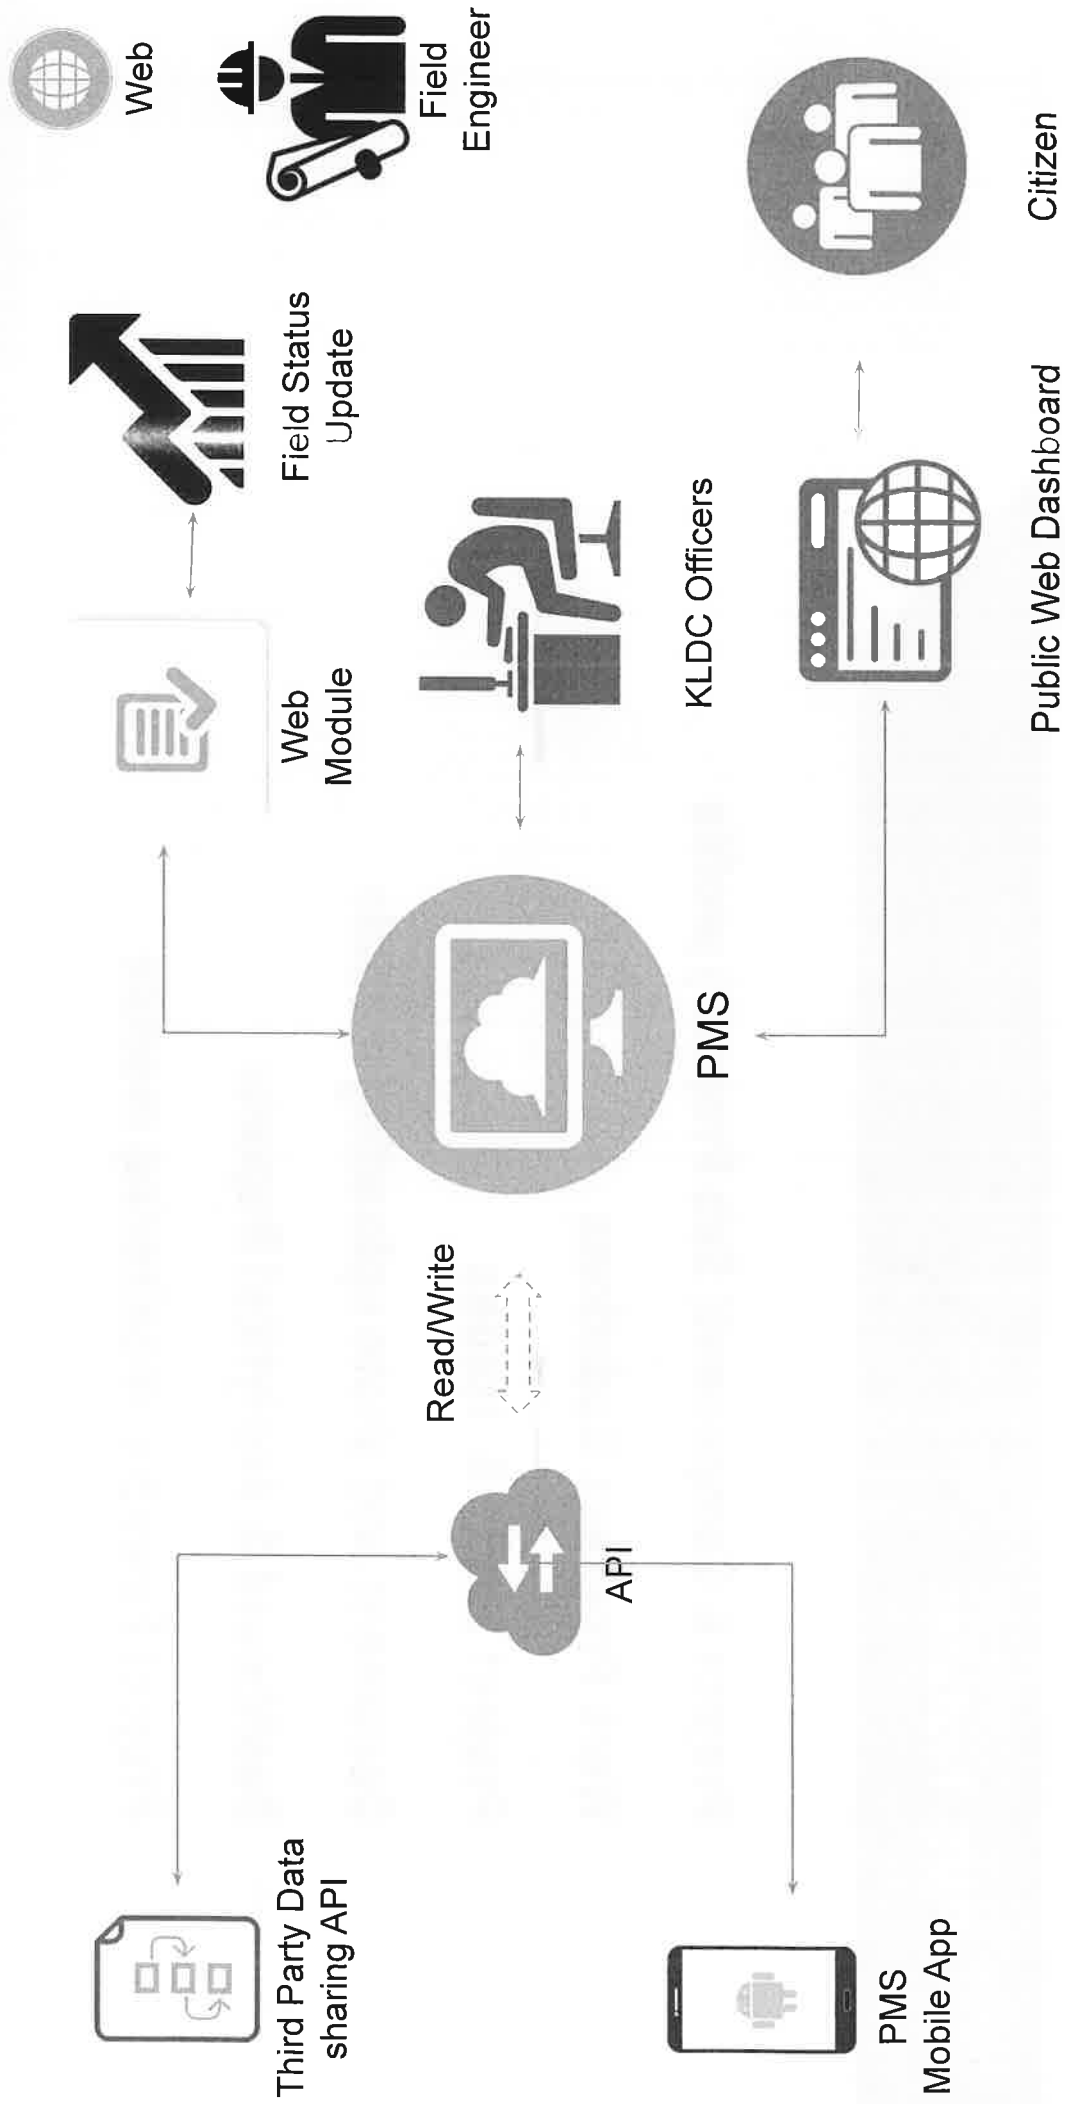 Third Party Data
sharing API
PMS
Mobile App
API
Read/Write
PMS
Web
Module
KLDC Officers
Public Web Dashboard
Field Status
Update
Web
Field
Engineer
Citizen